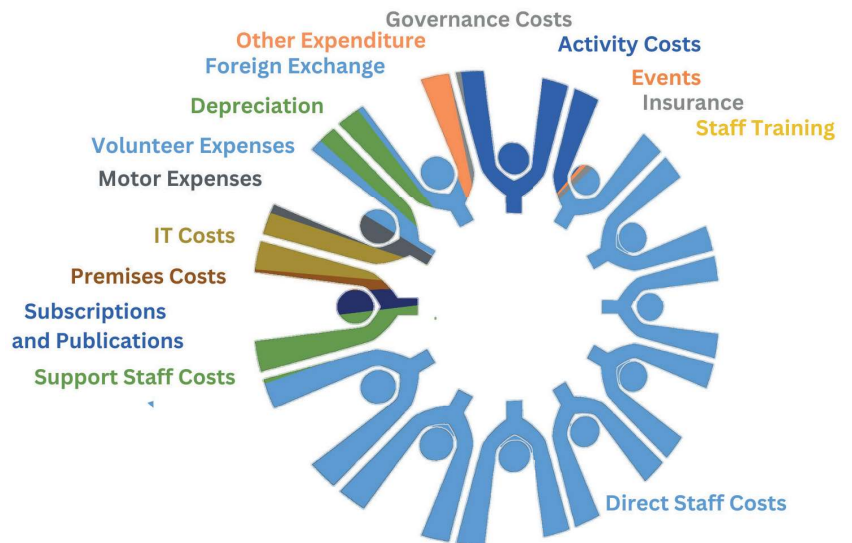 Governance Costs
Other Expenditure
Activity Costs
Foreign Exchange
Events
Insurance
Depreciation
Staff Training
Volunteer Expenses
Motor Expenses
IT Costs
Premises Costs
Subscriptions
and Publications
Support Staff Costs
Direct Staff Costs